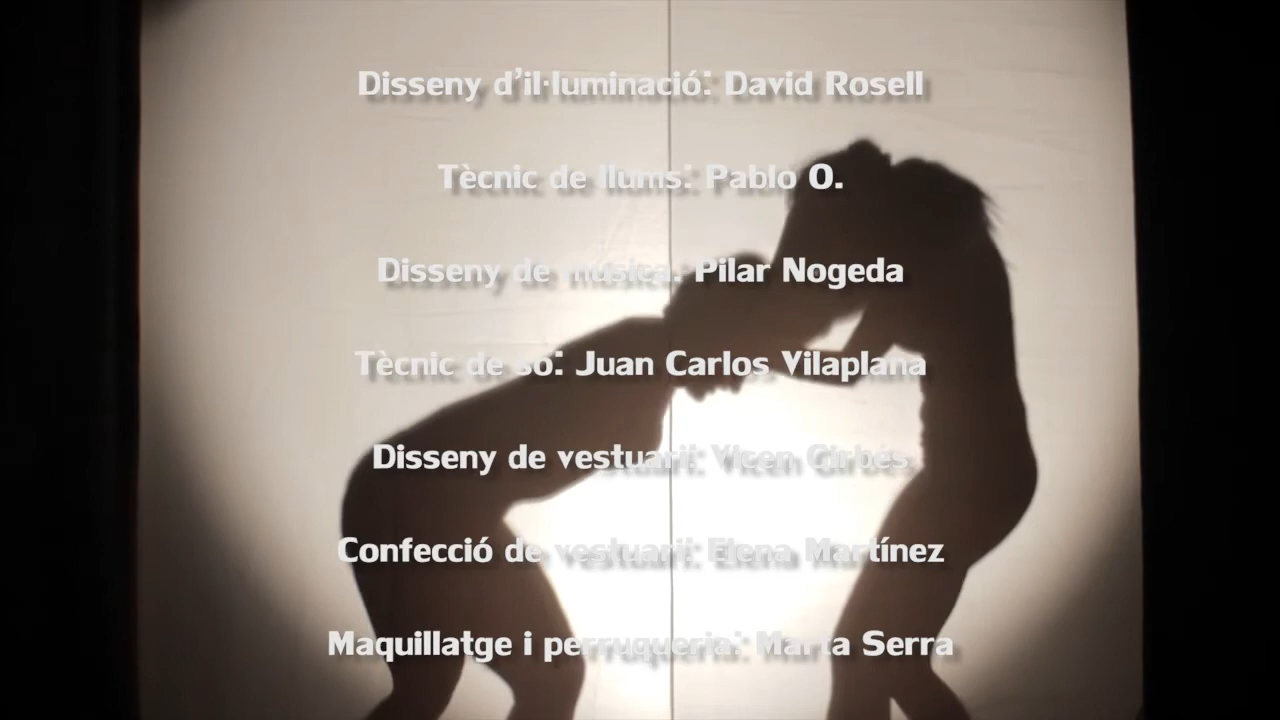 Disseny d'il·luminació: David Rosell
Tècnic de llums: Pablo O.
Disseny de música: Pilar Nogeda
Tècnic de so: Juan Carlos Vilaplana
Disseny de vestuari: Vicen Girbés
Confecció de vestuari: Elena Martínez
Maquillatge i perruqueria: Marta Serra